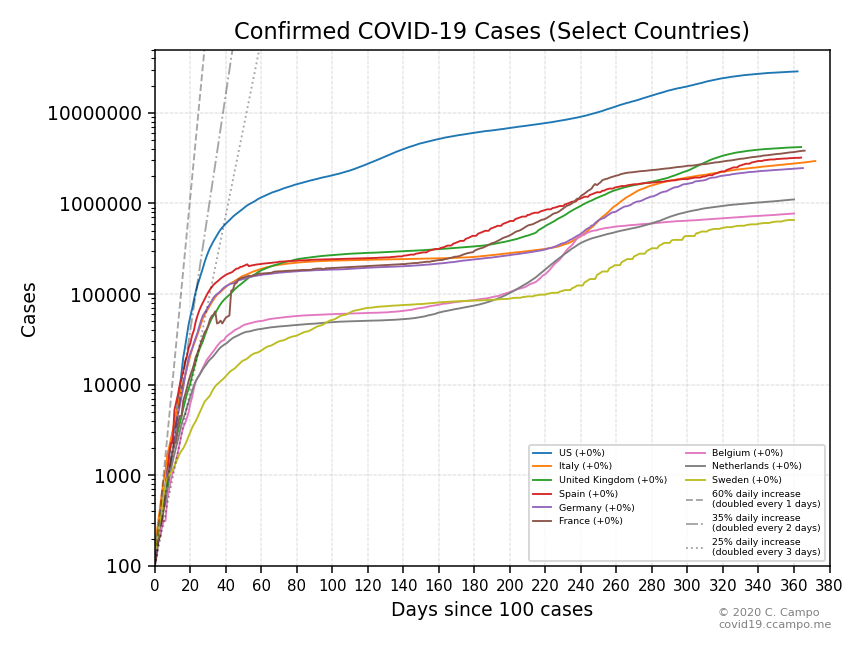 Confirmed COVID-19 Cases (Select Countries)
10000000
1000000
100000
10000
1000
100
Cases
0 20 40 60 80 100 120 140 160 180 200 220 240 260 280 300 320 340 360 380
Days since 100 cases
US (+0%)
Italy (+0%)
United Kingdom (+0%)
Spain (+0%)
Germany (+0%)
France (+0%)
Belgium (+0%)
Netherlands (+0%)
Sweden (+0%)
60% daily increase
(doubled every 1 days)
35% daily increase
(doubled every 2 days)
25% daily increase
(doubled every 3 days)
© 2020 C. Campo
covid19.ccampo.me